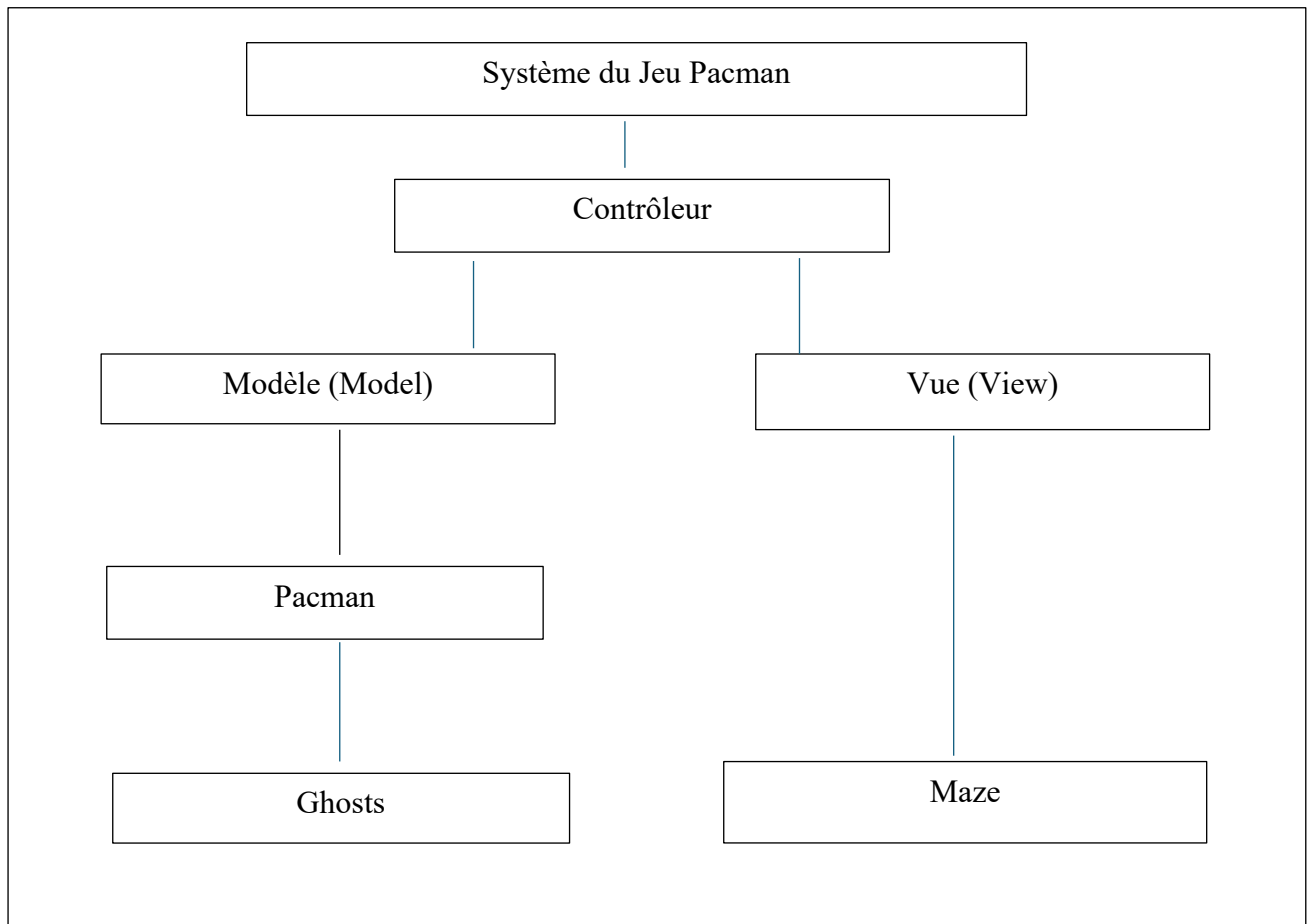 Système du Jeu Pacman
Contrôleur
Modèle (Model)
Vue (View)
Pacman
Ghosts
Maze